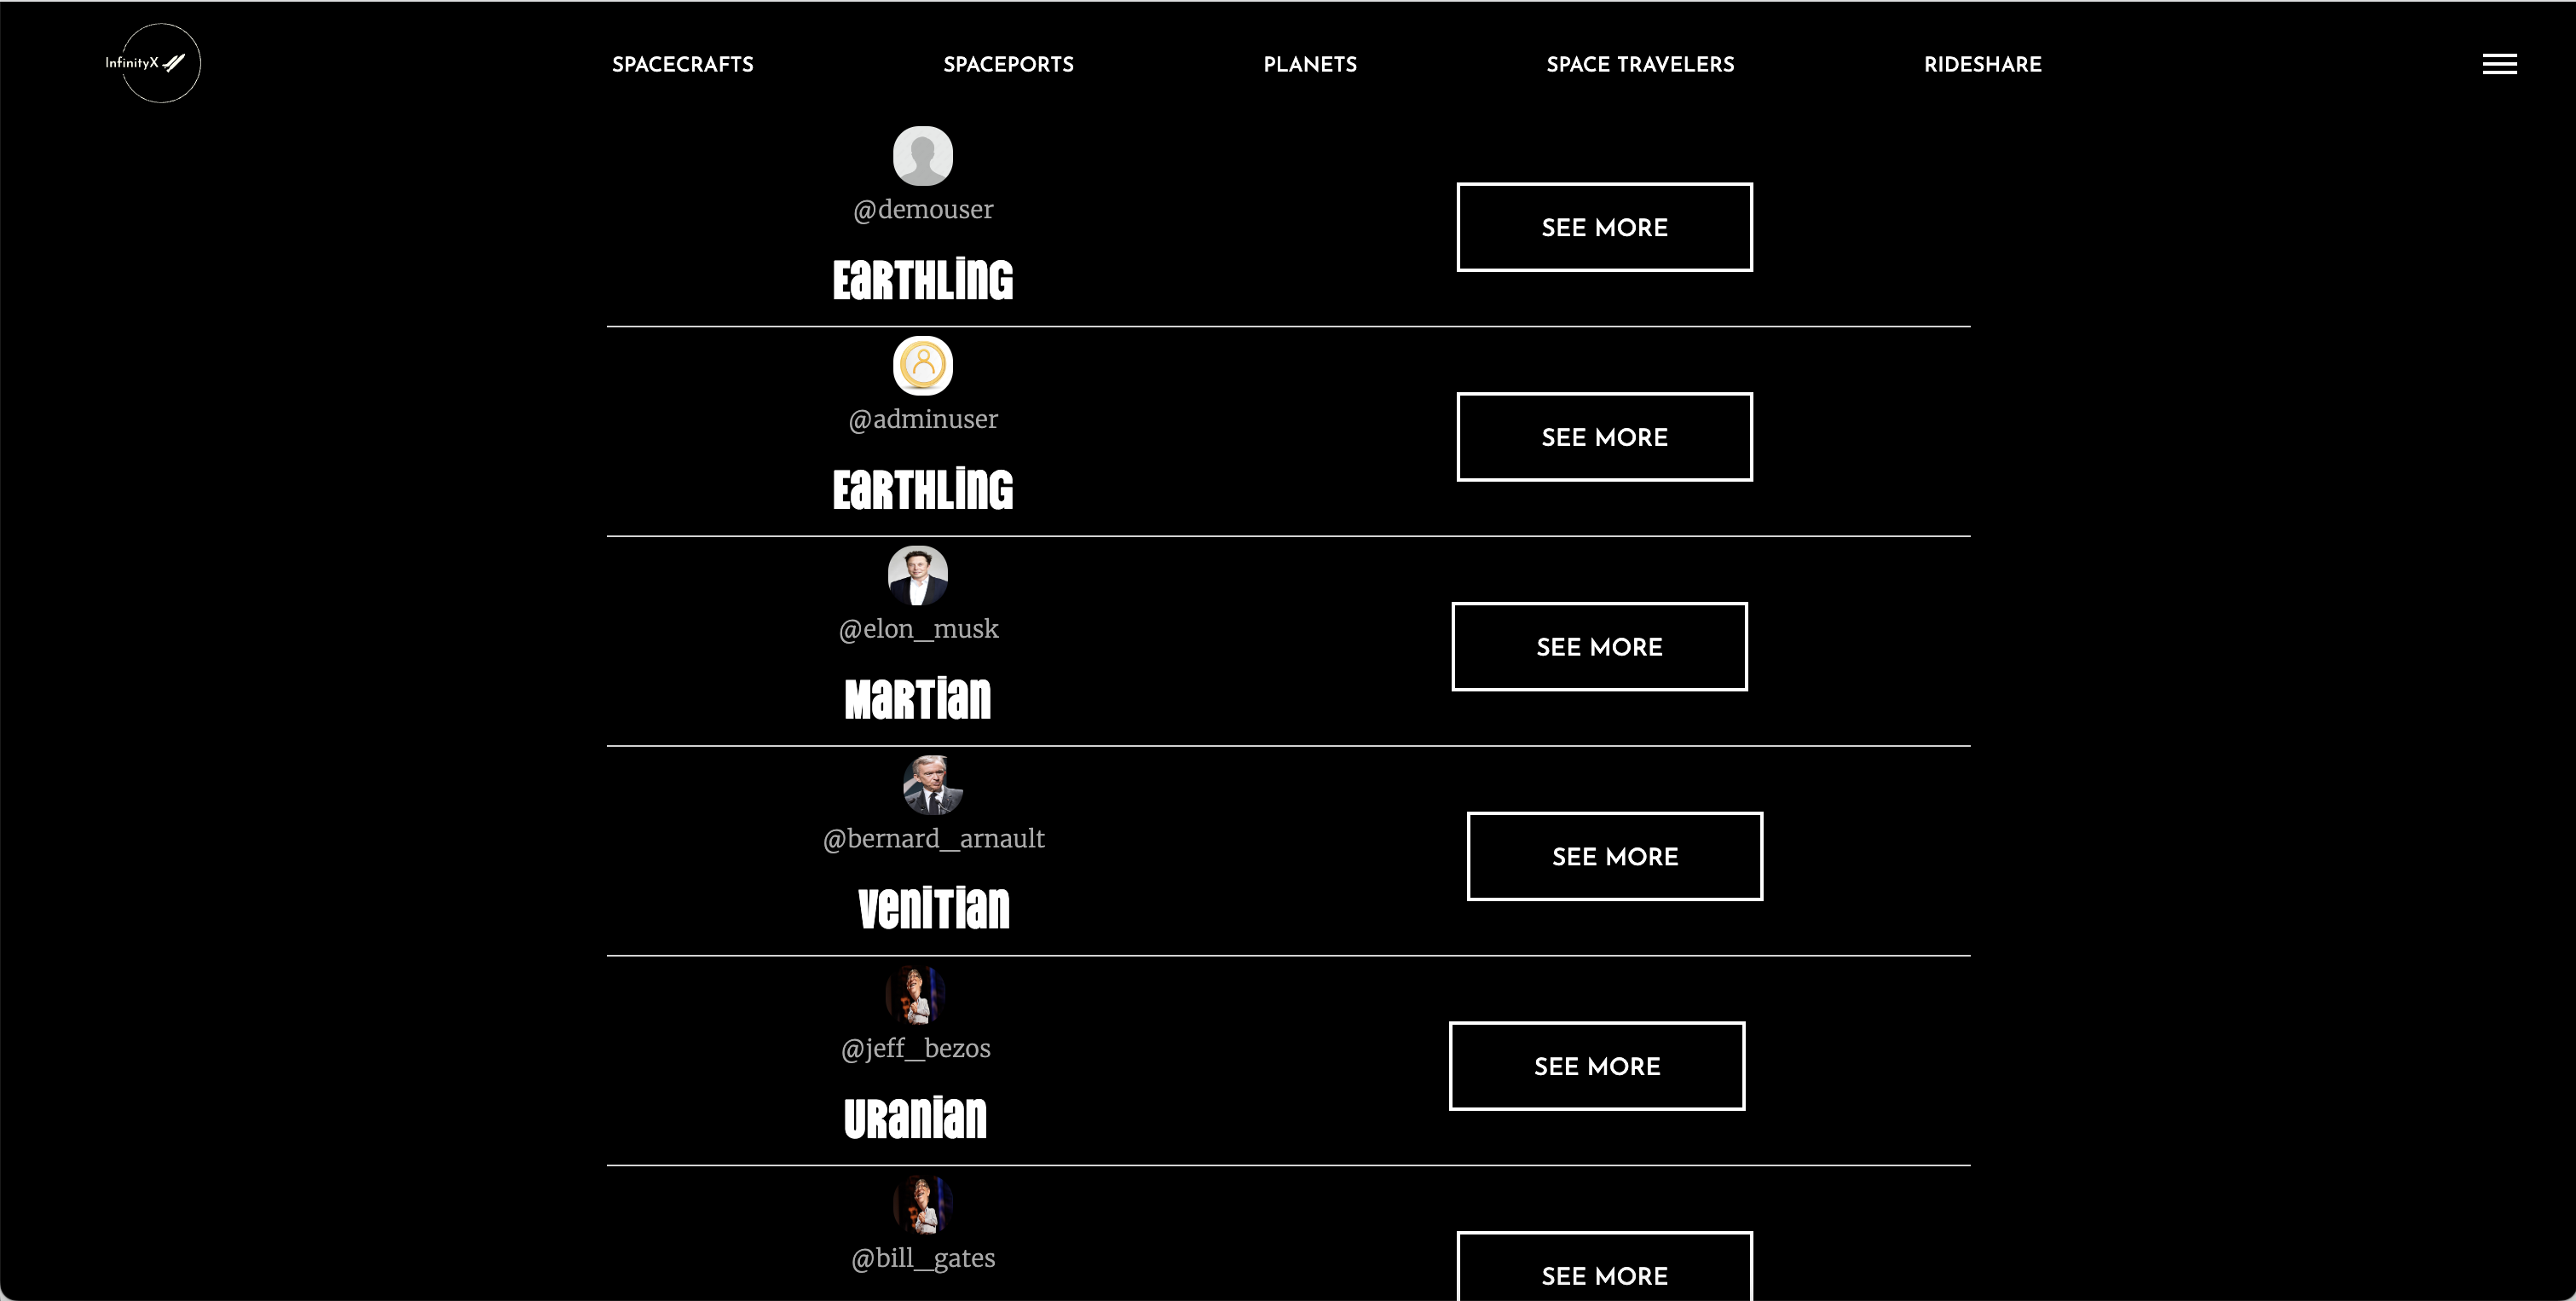 InfinityX
SPACECRAFTS SPACEPORTS PLANETS SPACE TRAVELERS RIDESHARE
@demouser
SEE MORE
EaRTHLiNG
@adminuser
SEE MORE
EaRTHLiNG
@elon_musk
SEE MORE
MaRTiaN
@bernard_arnault
SEE MORE
VeNiTiaN
@jeff_bezos
SEE MORE
URaNiaN
@bill_gates
SEE MORE